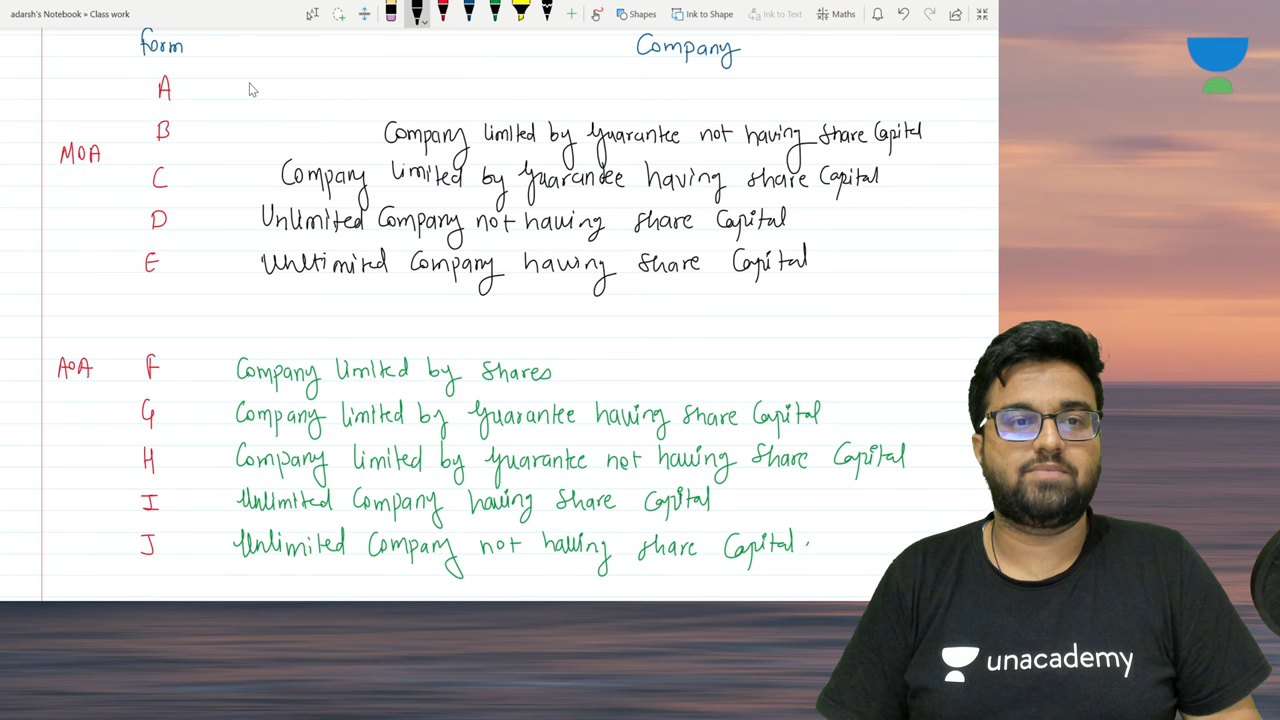 adarsh's Notebook » Class work
Shapes
Ink to Shape
Ink to Text
Maths
Form Company
A
B Company limited by guarantee not having share Capital
MOA
C Company limited by guarantee having share Capital
D Unlimited Company not having share Capital
E Unlimited Company having share Capital
AOA F Company limited by shares
G Company limited by guarantee having share Capital
H Company limited by guarantee not having share Capital
I Unlimited Company having share Capital
J Unlimited Company not having share Capital.
unacademy